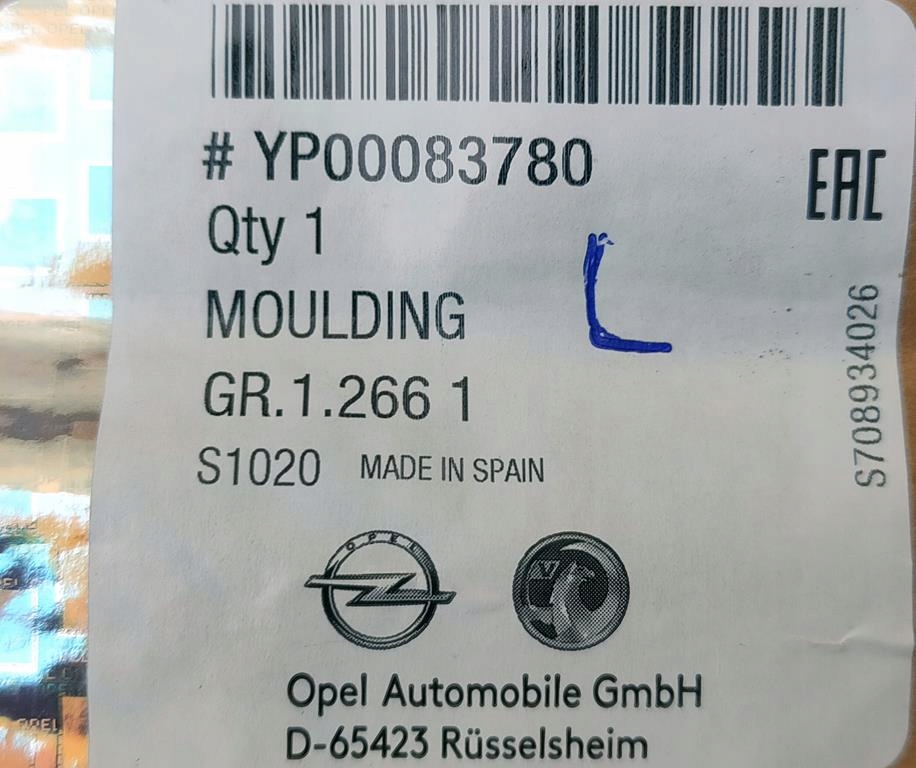 # YP00083780
EAC
Qty 1
L
MOULDING
GR.1.266 1
S1020 MADE IN SPAIN
S708934026
OPEL
V
Opel Automobile GmbH
D-65423 Rüsselsheim
OPEL